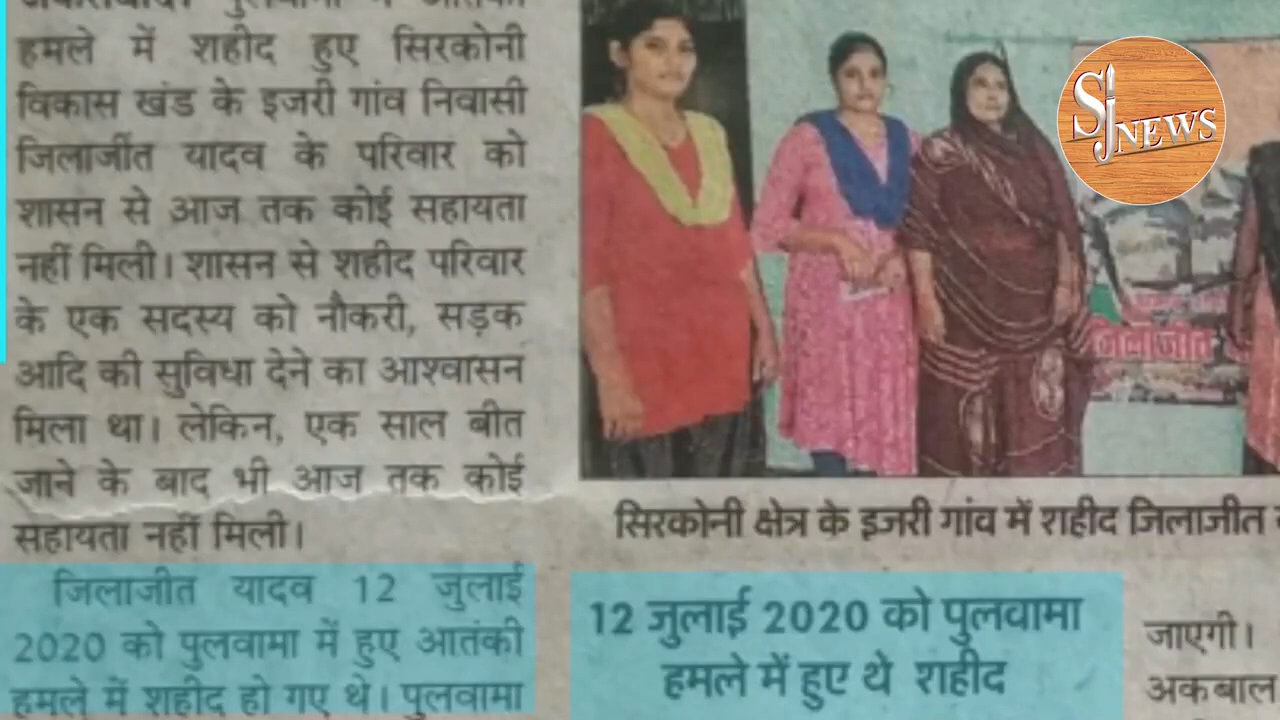 हमले में शहीद हुए सिरकोनी
विकास खंड के इजरी गांव निवासी
जिलाजीत यादव के परिवार को
शासन से आज तक कोई सहायता
नहीं मिली। शासन से शहीद परिवार
के एक सदस्य को नौकरी, सड़क
आदि की सुविधा देने का आश्वासन
मिला था। लेकिन, एक साल बीत
जाने के बाद भी आज तक कोई
सहायता नहीं मिली।
जिलाजीत यादव 12 जुलाई
2020 को पुलवामा में हुए आतंकी
हमले में शहीद हो गए थे। पुलवामा
SJ NEWS
जिलाजीत
सिरकोनी क्षेत्र के इजरी गांव में शहीद जिलाजीत
12 जुलाई 2020 को पुलवामा
हमले में हुए थे शहीद
जाएगी।
अकबाल